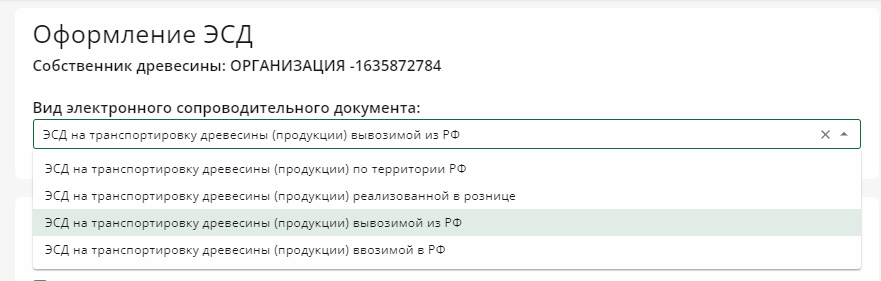 Оформление ЭСД
Собственник древесины: ОРГАНИЗАЦИЯ -1635872784
Вид электронного сопроводительного документа:
ЭСД на транспортировку древесины (продукции) вывозимой из РФ
ЭСД на транспортировку древесины (продукции) по территории РФ
ЭСД на транспортировку древесины (продукции) реализованной в рознице
ЭСД на транспортировку древесины (продукции) вывозимой из РФ
ЭСД на транспортировку древесины (продукции) ввозимой в РФ